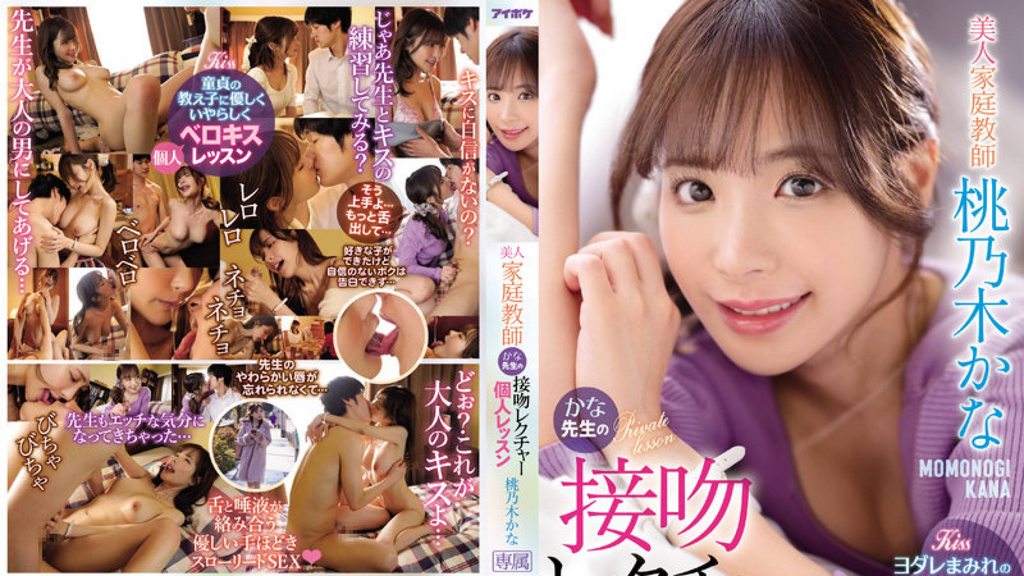 先生が大人の男にしてあげる…
Kiss
童貞の
教え子に優しく
いやらしく
ベロキス
個人
レッスン
キスに自信がないの?
じゃあ先生とキスの
練習してみる?
そう
上手よ…
もっと舌
出して…
レロ
レロ
ベロベロ
ネチョ
ネチョ
好きな子が
できたけど
自信のないボクは
告白できず…
先生の
やわらかい唇が
忘れられなくて…
先生もエッチな気分に
なってきちゃった…
びちゃ
びちゃ
どぉ?これが
大人のキスよ…
舌と唾液が
絡み合う
優しい手ほどき
スローリードSEX♥
アイポケ
美人
家庭教師
かな
先生の
接吻レクチャー
個人レッスン
桃乃木かな
専属
美人家庭教師
桃乃木かな
MOMONOGI
KANA
かな
先生の
Private
lesson
接吻
レクチャー
Kiss
ヨダレまみれの